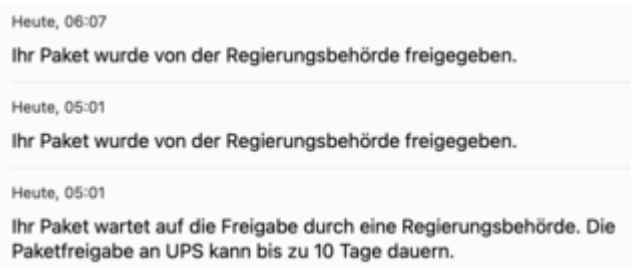 Heute, 06:07
Ihr Paket wurde von der Regierungsbehörde freigegeben.
Heute, 05:01
Ihr Paket wurde von der Regierungsbehörde freigegeben.
Heute, 05:01
Ihr Paket wartet auf die Freigabe durch eine Regierungsbehörde. Die
Paketfreigabe an UPS kann bis zu 10 Tage dauern.